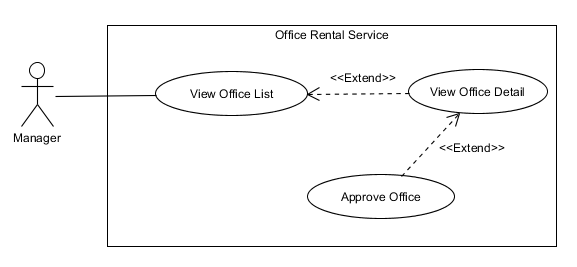 Office Rental Service
<<Extend>>
View Office List
View Office Detail
Manager
<<Extend>>
Approve Office